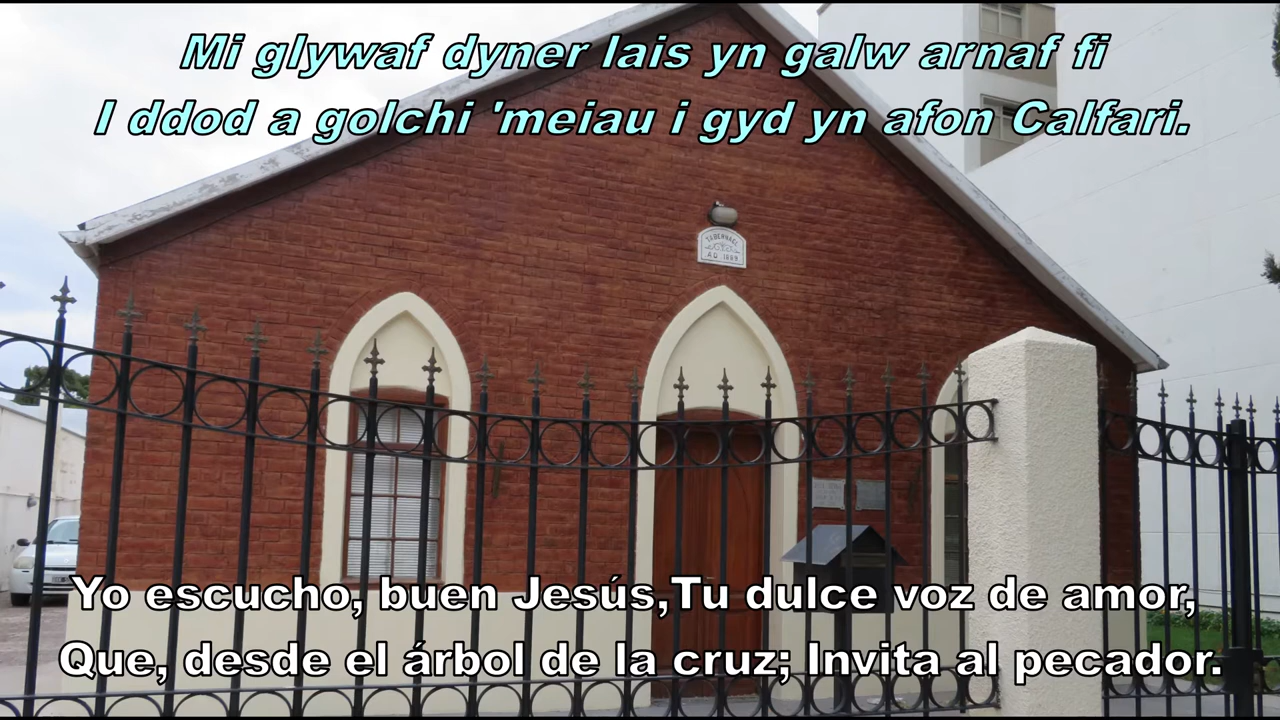 Mi glywaf dyner lais yn galw arnaf fi
I ddod a golchi 'meiau i gyd yn afon Calfari.
TABERNACL
A D 1889
Yo escucho, buen Jesús,Tu dulce voz de amor,
Que, desde el árbol de la cruz; Invita al pecador.